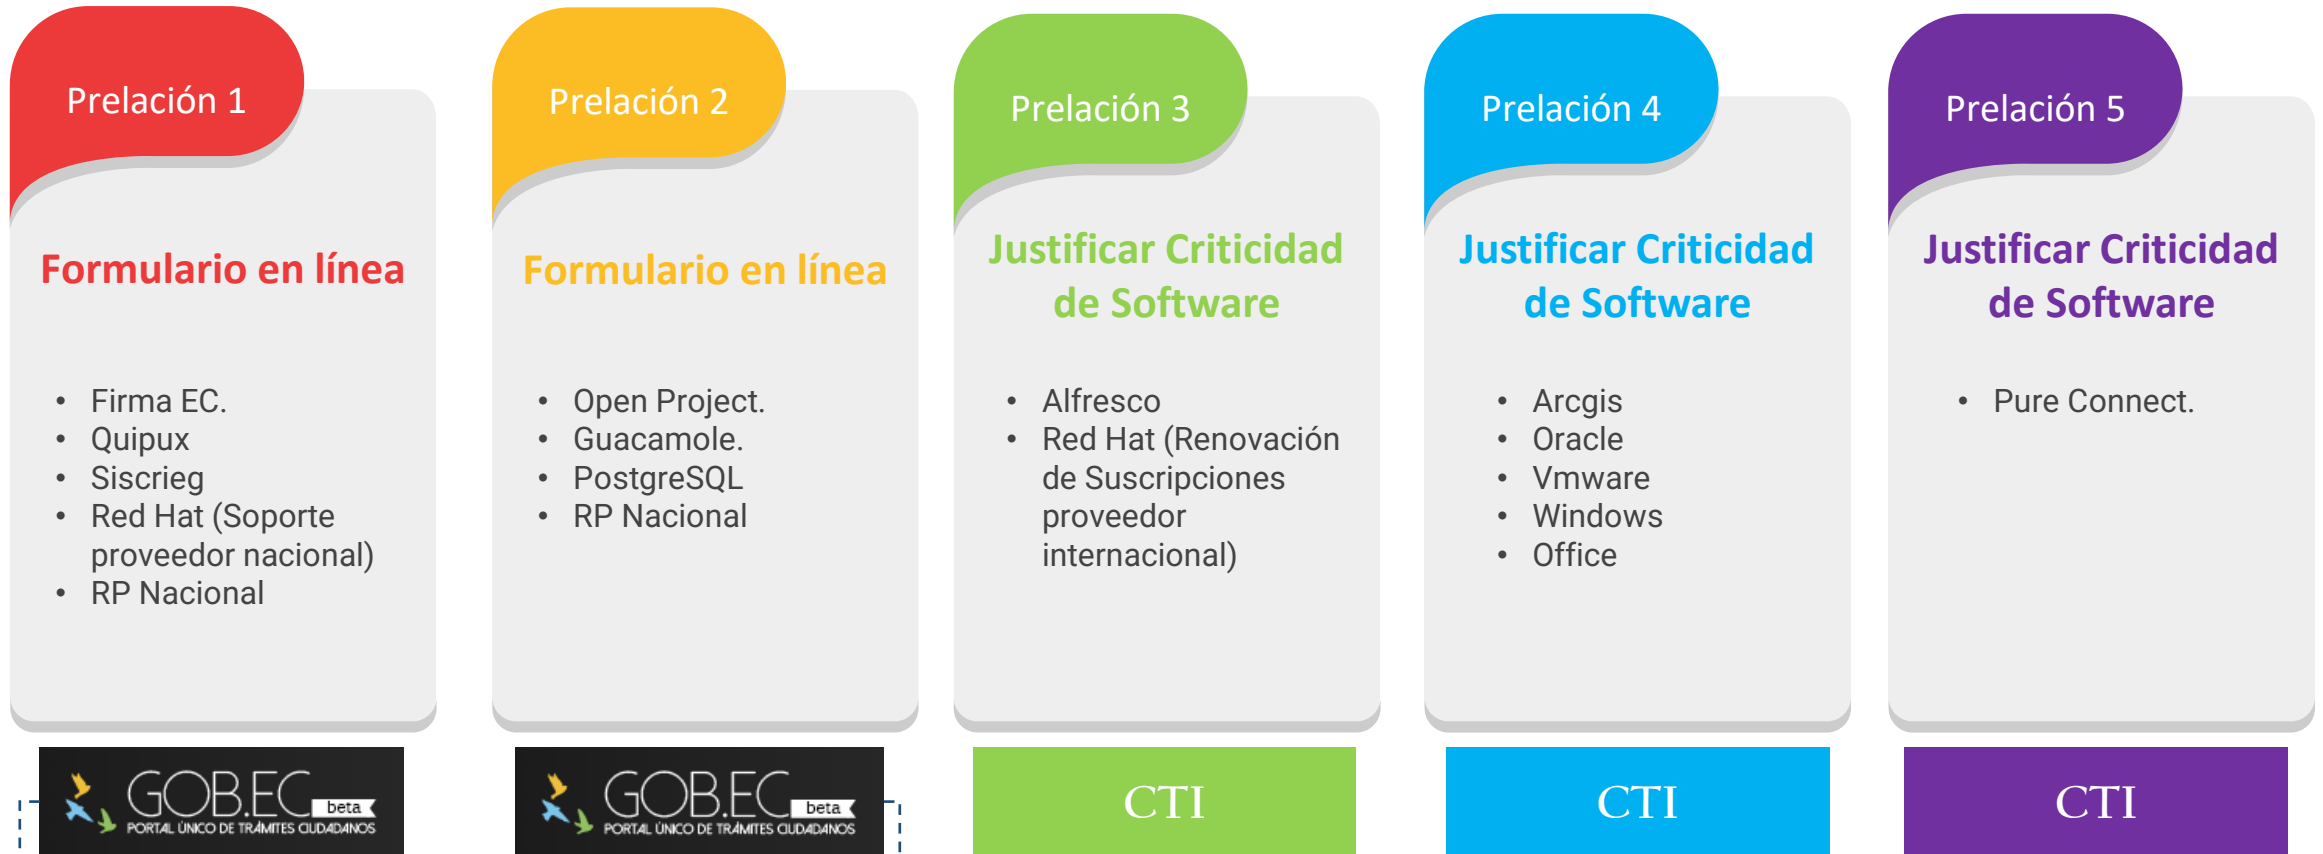 Prelación 1
Formulario en línea
• Firma EC.
• Quipux
• Siscrieg
• Red Hat (Soporte
proveedor nacional)
• RP Nacional
GOB.EC
beta
PORTAL ÚNICO DE TRÁMITES CIUDADANOS
Prelación 2
Formulario en línea
• Open Project.
• Guacamole.
• PostgreSQL
• RP Nacional
GOB.EC
beta
PORTAL ÚNICO DE TRÁMITES CIUDADANOS
Prelación 3
Justificar Criticidad
de Software
• Alfresco
• Red Hat (Renovación
de Suscripciones
proveedor
internacional)
CTI
Prelación 4
Justificar Criticidad
de Software
• Arcgis
• Oracle
• Vmware
• Windows
• Office
CTI
Prelación 5
Justificar Criticidad
de Software
• Pure Connect.
CTI